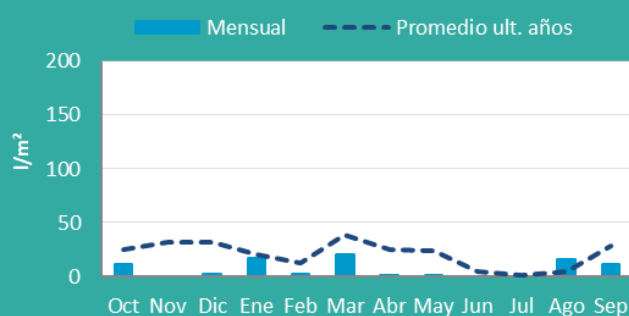 Mensual Promedio ult. años
200
150
100
50
0
l/m²
Oct Nov Dic Ene Feb Mar Abr May Jun Jul Ago Sep